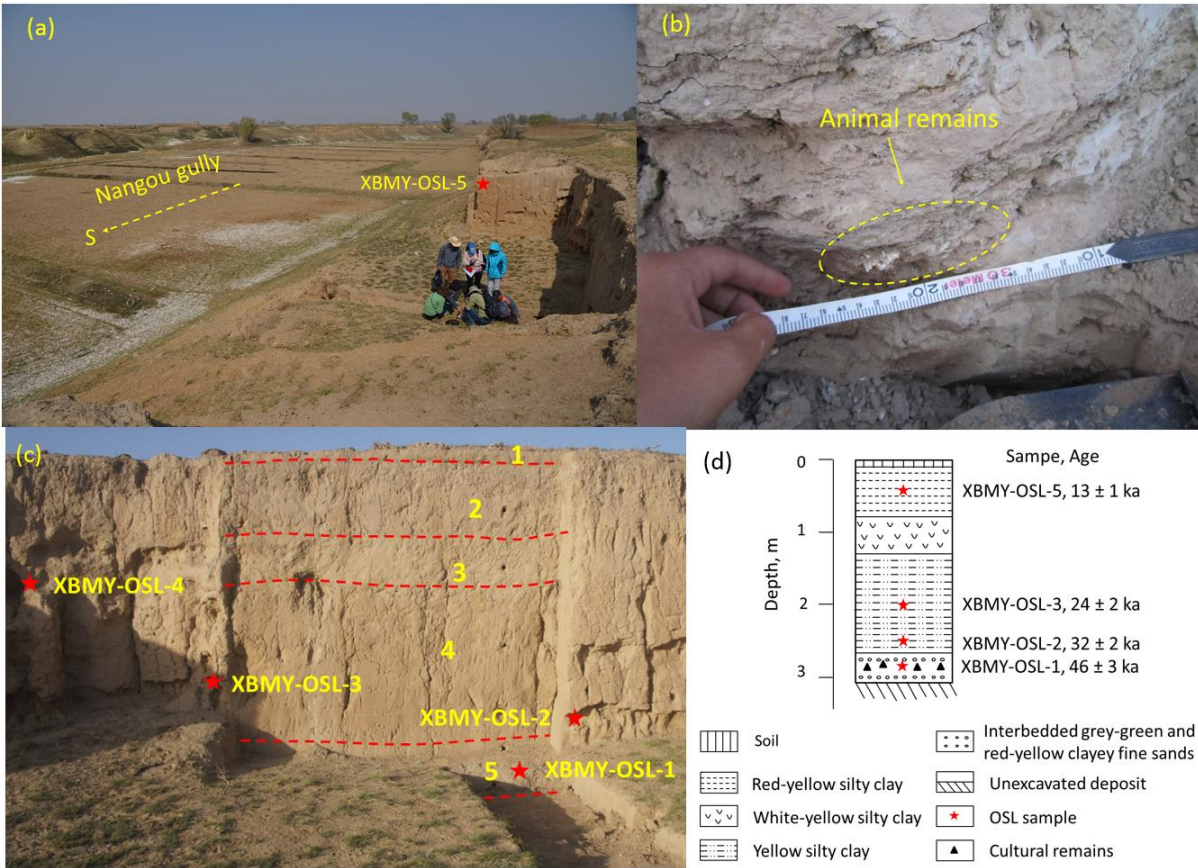 (a)
Nangou gully
S
XBMY-OSL-5
(b)
Animal remains
30 Meter
20
10
(c)
1
2
3
4
5
XBMY-OSL-4
XBMY-OSL-3
XBMY-OSL-2
XBMY-OSL-1
(d)
Sampe, Age
Depth, m
0
1
2
3
XBMY-OSL-5, 13 ± 1 ka
XBMY-OSL-3, 24 ± 2 ka
XBMY-OSL-2, 32 ± 2 ka
XBMY-OSL-1, 46 ± 3 ka
Soil
Red-yellow silty clay
White-yellow silty clay
Yellow silty clay
Interbedded grey-green and
red-yellow clayey fine sands
Unexcavated deposit
OSL sample
Cultural remains